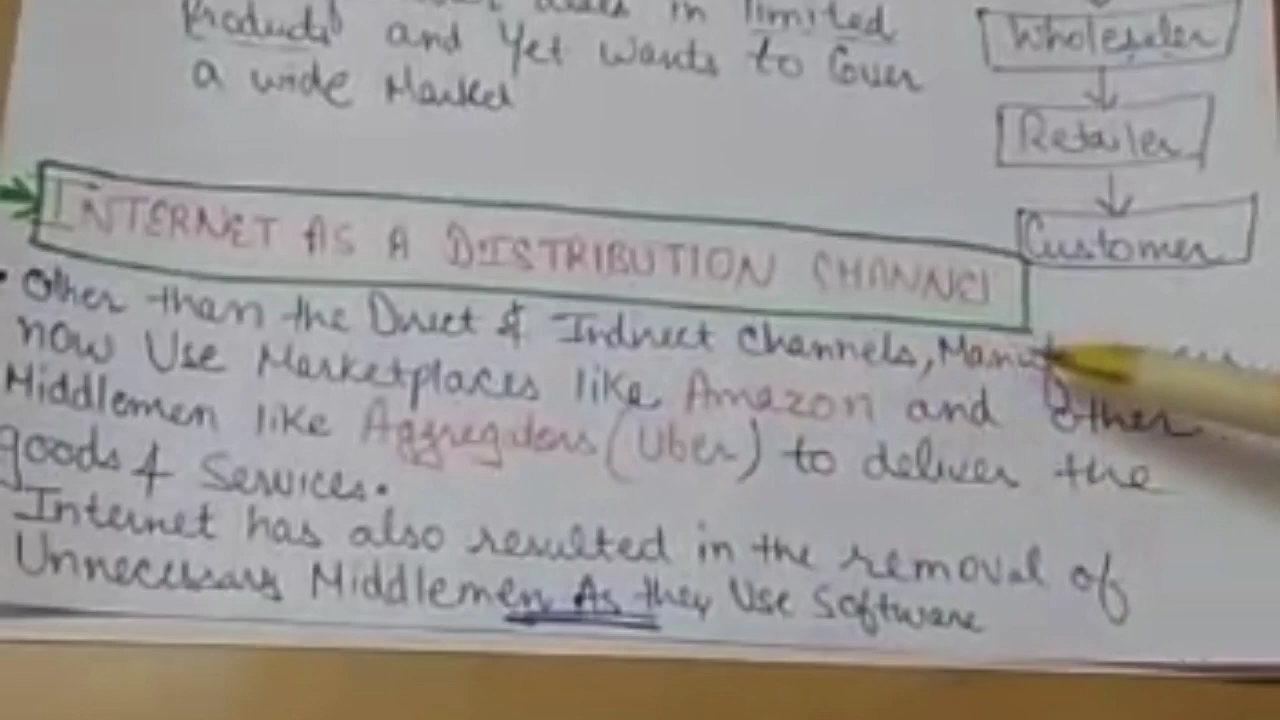 in limited
Products and Yet wants to Cover
a wide Market
Wholesaler
Retailer
Customer
INTERNET AS A DISTRIBUTION CHANNEL
• Other than the Direct & Indirect Channels,
now Use Marketplaces like Amazon and Other
Middlemen like Aggregators (Uber) to deliver the
goods & Services.
Internet has also resulted in the removal of
Unnecessary Middlemen As they Use Software